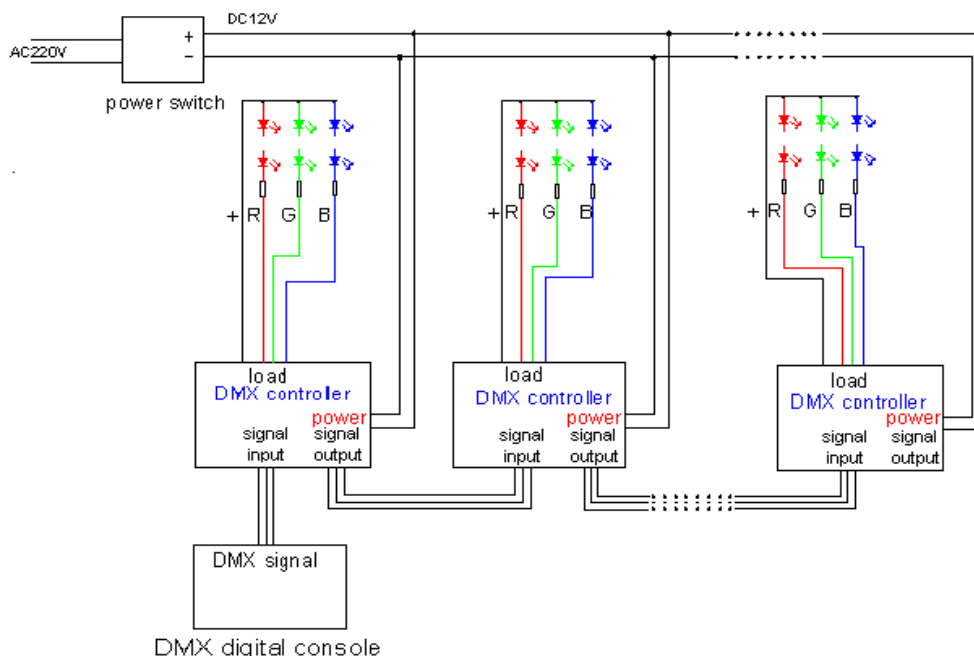 DC12V
AC220V
+
−
power switch
+ R G B
+ R G B
+ R G B
load
DMX controller
power
signal input
signal output
load
DMX controller
power
signal input
signal output
load
DMX controller
power
signal input
signal output
DMX signal
DMX digital console